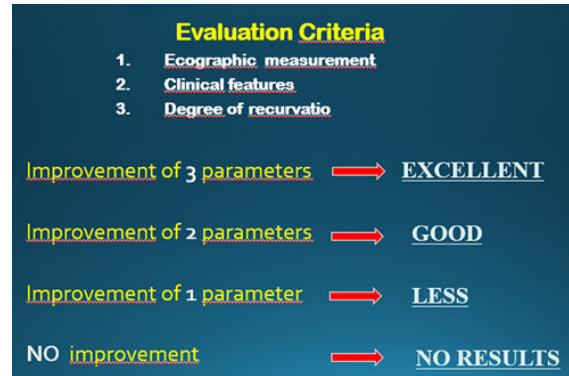 Evaluation Criteria
1. Ecographic measurement
2. Clinical features
3. Degree of recurvatio
Improvement of 3 parameters EXCELLENT
Improvement of 2 parameters GOOD
Improvement of 1 parameter LESS
NO improvement NO RESULTS